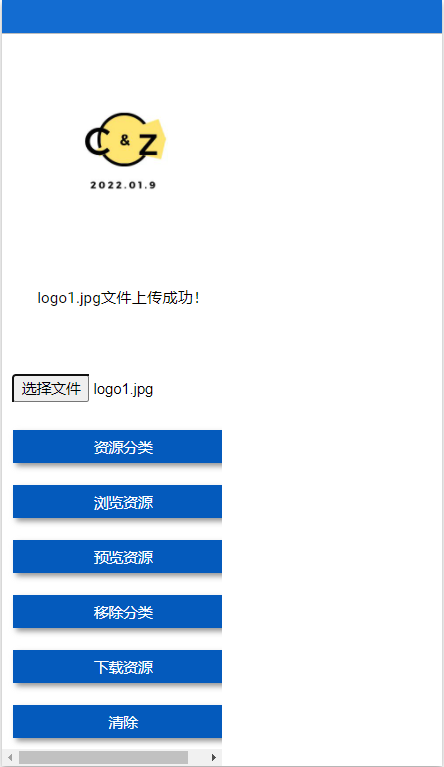 C & Z
2022.01.9
logo1.jpg文件上传成功!
选择文件 logo1.jpg
资源分类
浏览资源
预览资源
移除分类
下载资源
清除